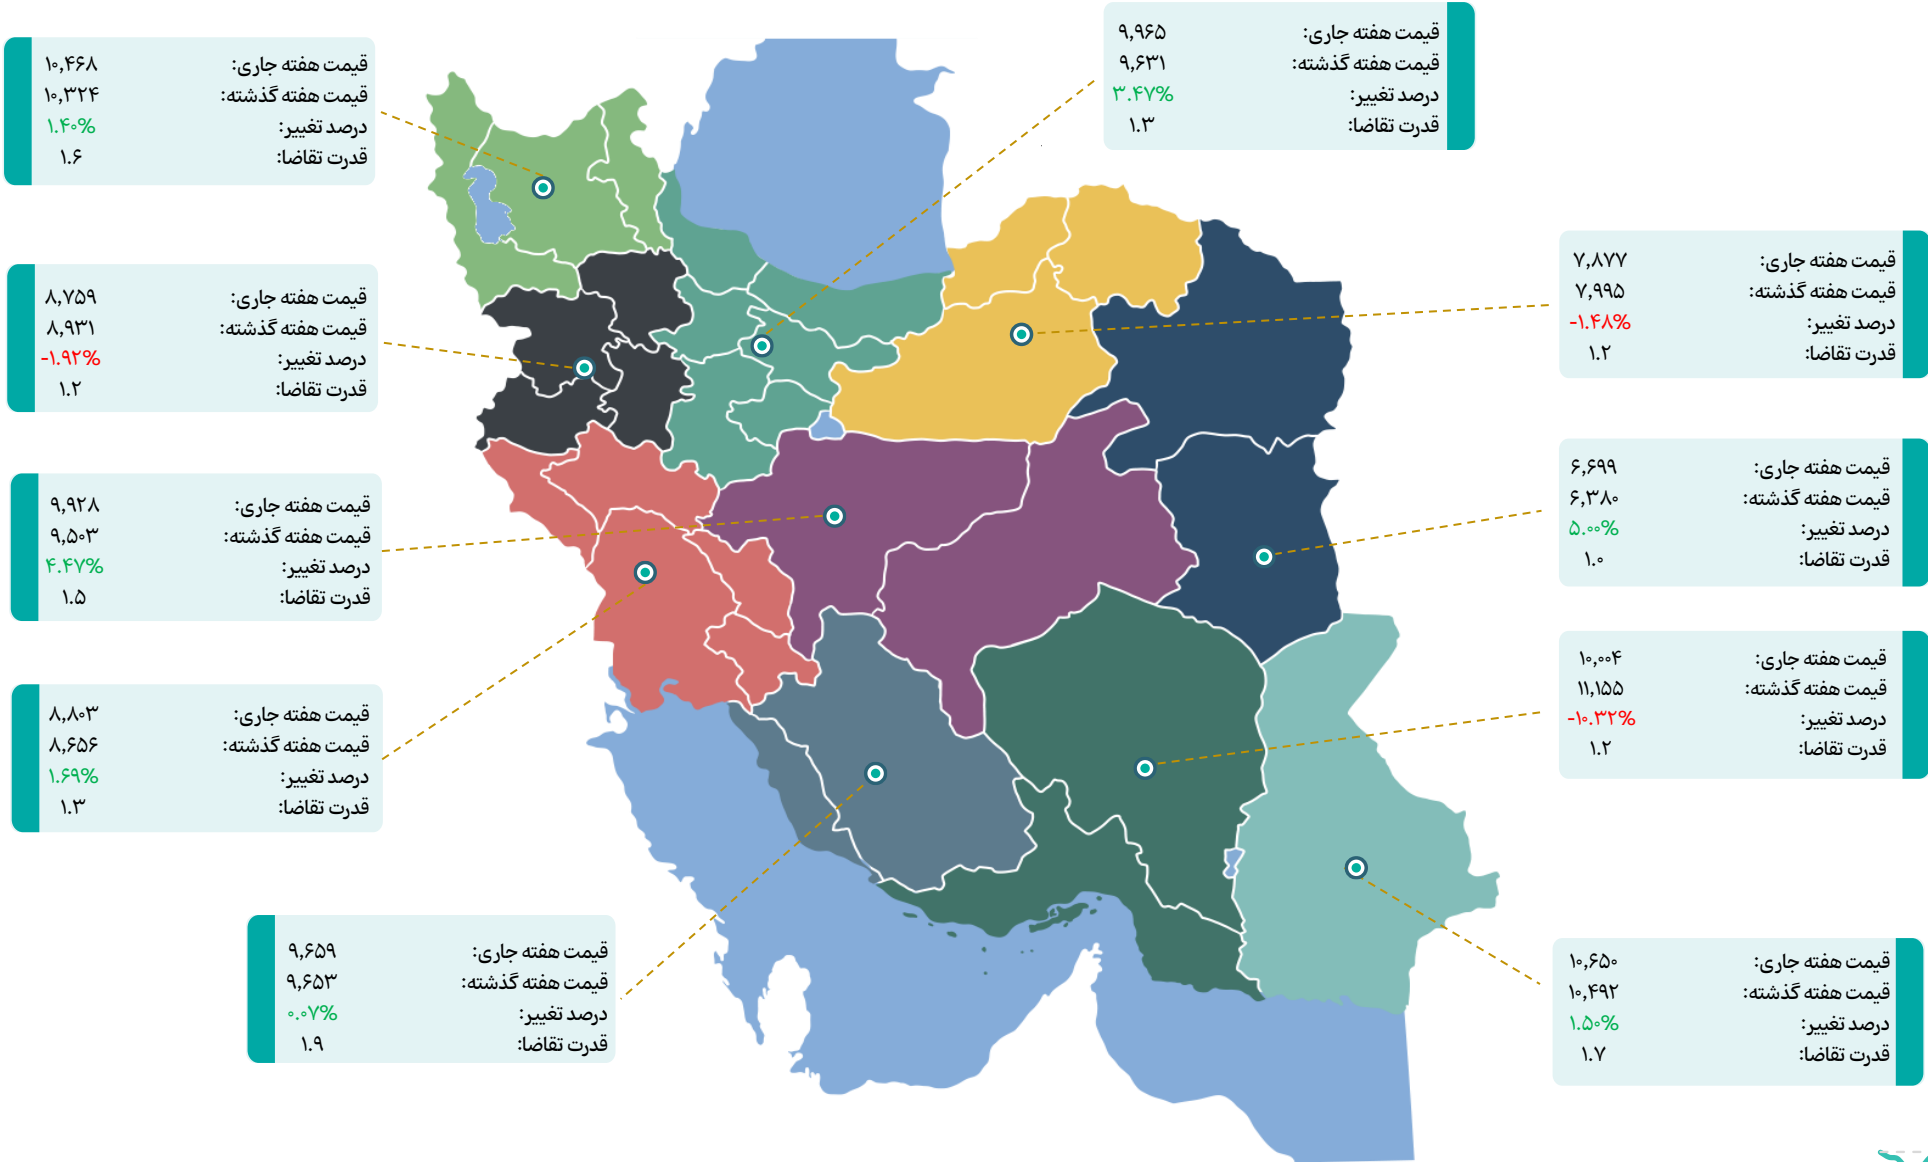 قیمت هفته جاری: ۹,۹۶۵
قیمت هفته گذشته: ۹,۶۳۱
درصد تغییر: ۳.۴۷%
قدرت تقاضا: ۱.۳
قیمت هفته جاری: ۱۰,۴۶۸
قیمت هفته گذشته: ۱۰,۳۲۴
درصد تغییر: ۱.۴۰%
قدرت تقاضا: ۱.۶
قیمت هفته جاری: ۷,۸۷۷
قیمت هفته گذشته: ۷,۹۹۵
درصد تغییر: -۱.۴۸%
قدرت تقاضا: ۱.۲
قیمت هفته جاری: ۸,۷۵۹
قیمت هفته گذشته: ۸,۹۳۱
درصد تغییر: -۱.۹۲%
قدرت تقاضا: ۱.۲
قیمت هفته جاری: ۶,۶۹۹
قیمت هفته گذشته: ۶,۳۸۰
درصد تغییر: ۵.۰۰%
قدرت تقاضا: ۱.۰
قیمت هفته جاری: ۹,۹۲۸
قیمت هفته گذشته: ۹,۵۰۳
درصد تغییر: ۴.۴۷%
قدرت تقاضا: ۱.۵
قیمت هفته جاری: ۱۰,۰۰۴
قیمت هفته گذشته: ۱۱,۱۵۵
درصد تغییر: -۱۰.۳۲%
قدرت تقاضا: ۱.۲
قیمت هفته جاری: ۸,۸۰۳
قیمت هفته گذشته: ۸,۶۵۶
درصد تغییر: ۱.۶۹%
قدرت تقاضا: ۱.۳
قیمت هفته جاری: ۱۰,۶۵۰
قیمت هفته گذشته: ۱۰,۴۹۲
درصد تغییر: ۱.۵۰%
قدرت تقاضا: ۱.۷
قیمت هفته جاری: ۹,۶۵۹
قیمت هفته گذشته: ۹,۶۵۳
درصد تغییر: ۰.۰۷%
قدرت تقاضا: ۱.۹